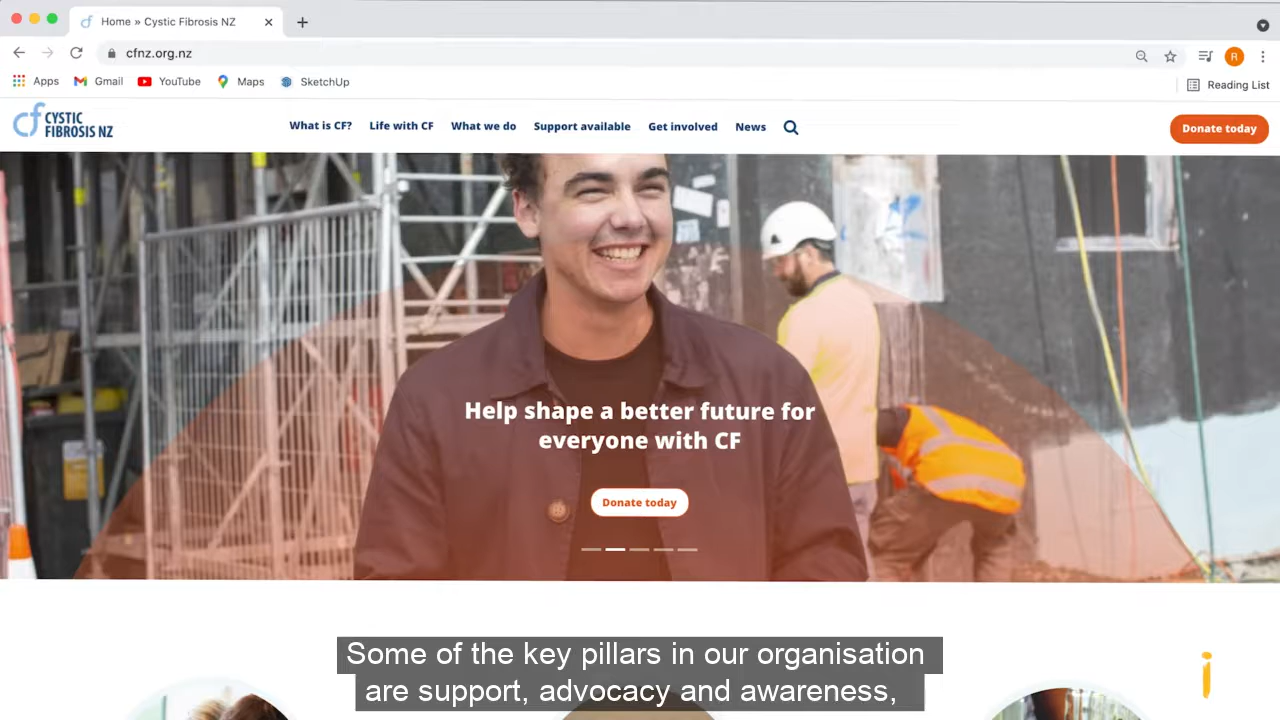 Home » Cystic Fibrosis NZ
cfnz.org.nz
R
Apps
Gmail
YouTube
Maps
SketchUp
Reading List
cf CYSTIC
FIBROSIS NZ
What is CF?
Life with CF
What we do
Support available
Get involved
News
Donate today
Help shape a better future for
everyone with CF
Donate today
Some of the key pillars in our organisation
are support, advocacy and awareness,
i